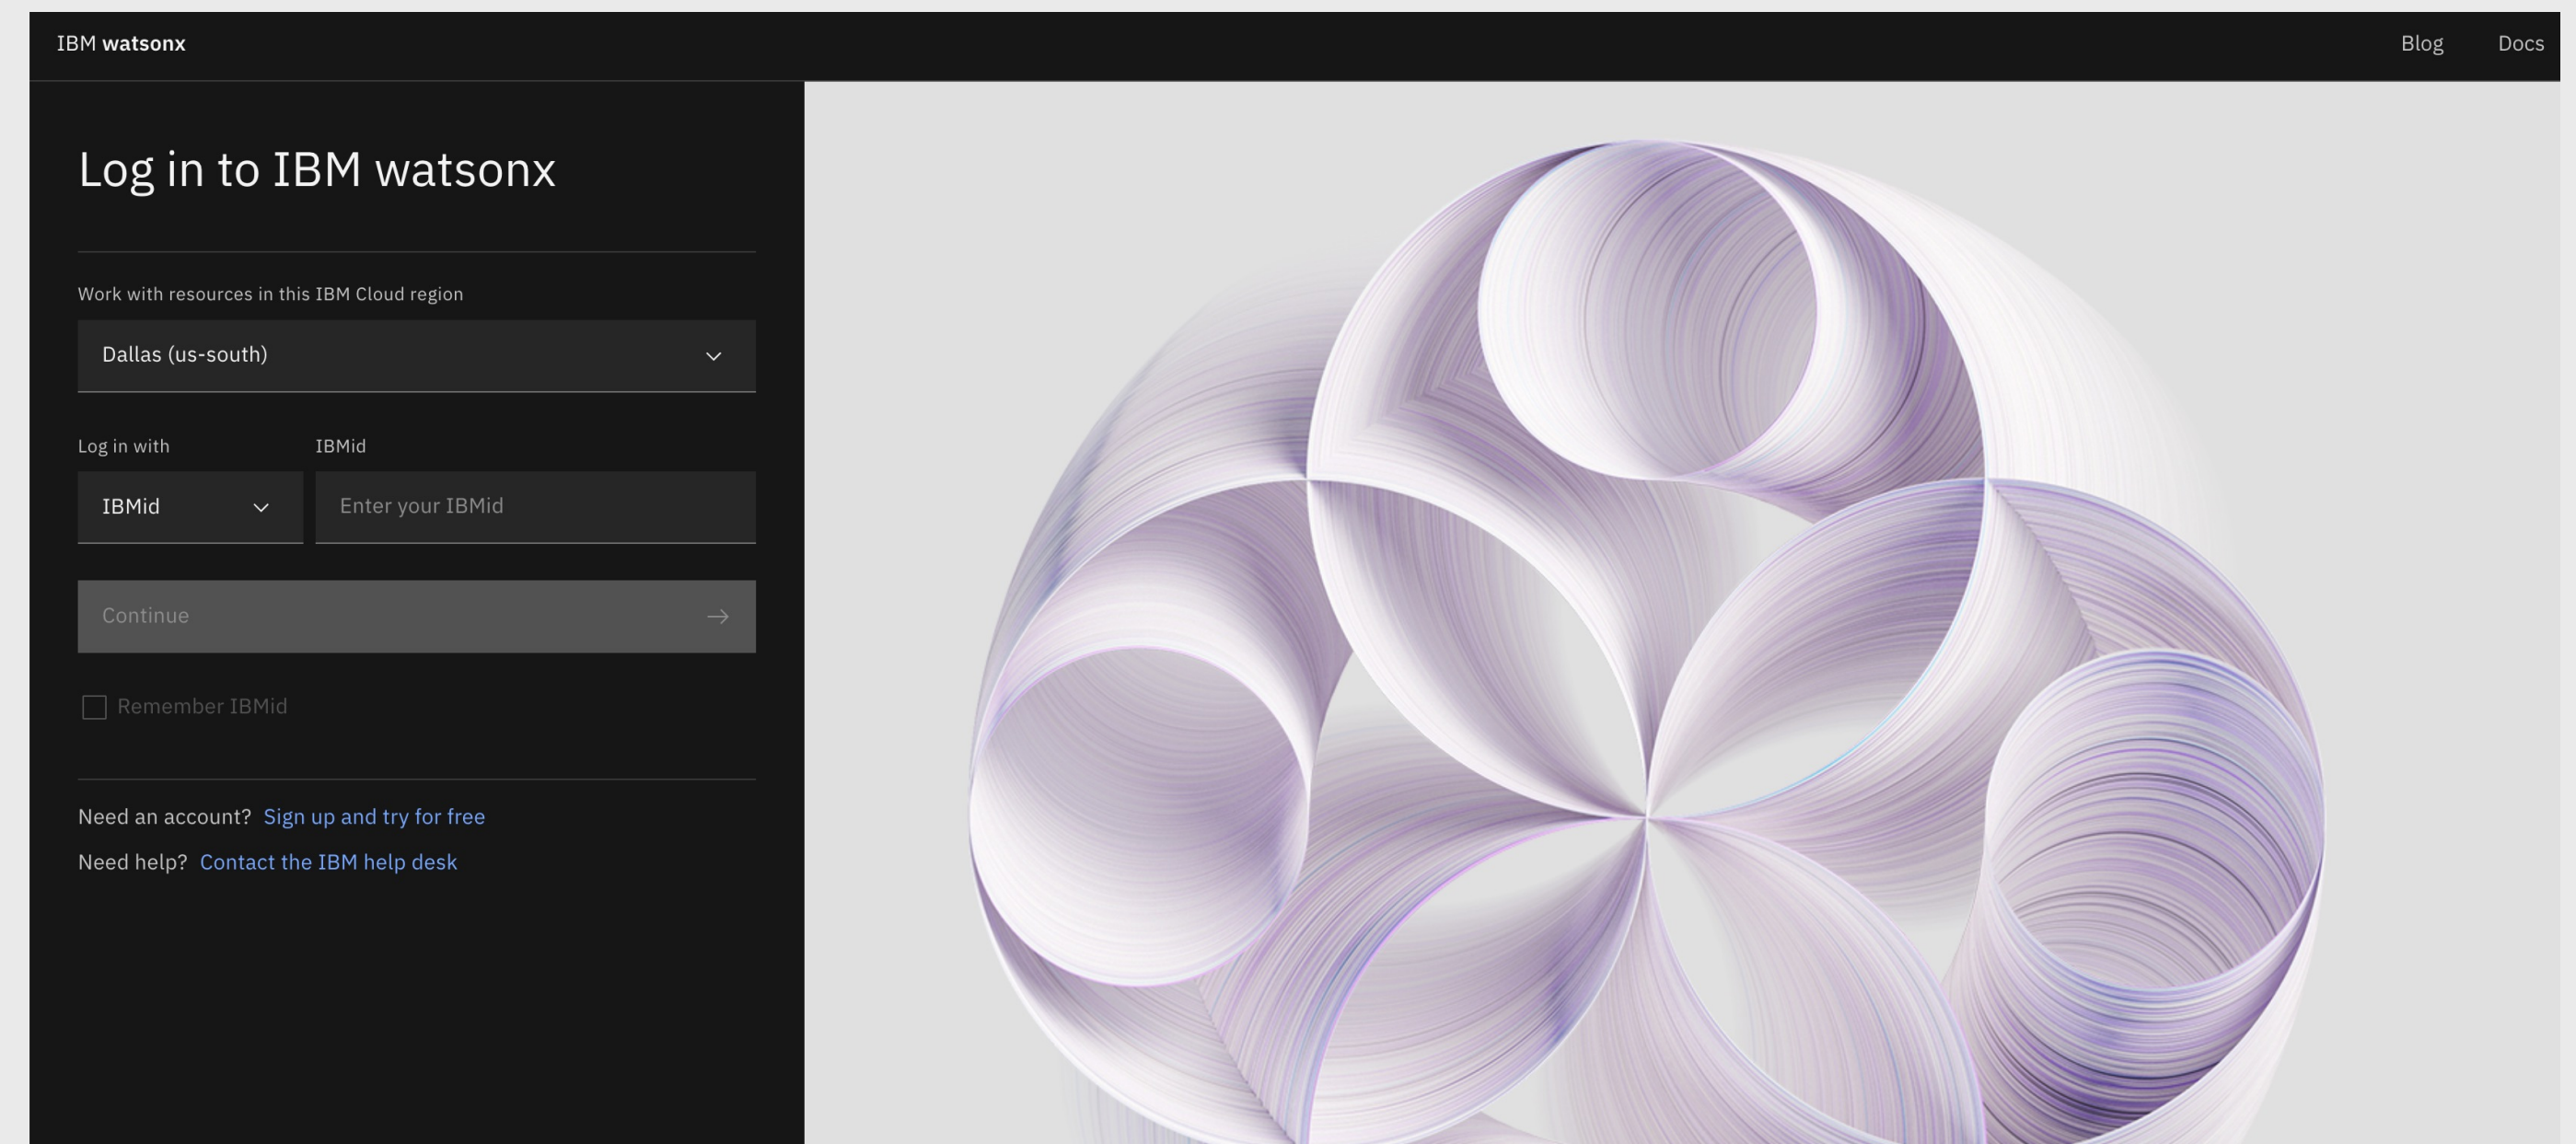 IBM watsonx
Blog Docs
Log in to IBM watsonx
Work with resources in this IBM Cloud region
Dallas (us-south)
Log in with IBMid
IBMid Enter your IBMid
Continue
Remember IBMid
Need an account? Sign up and try for free
Need help? Contact the IBM help desk